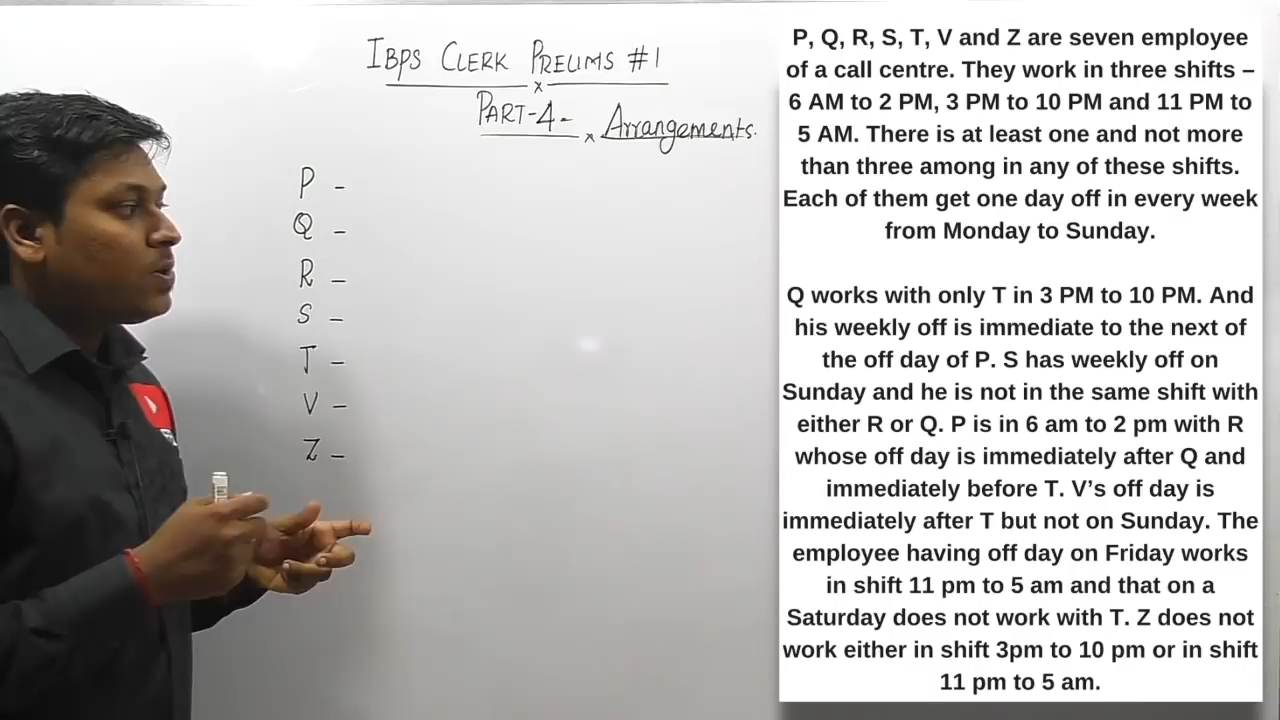 IBPS CLERK PRELIMS #1
x
PART-4- x Arrangements.
P -
Q -
R -
S -
T -
V -
Z -
P, Q, R, S, T, V and Z are seven employee
of a call centre. They work in three shifts –
6 AM to 2 PM, 3 PM to 10 PM and 11 PM to
5 AM. There is at least one and not more
than three among in any of these shifts.
Each of them get one day off in every week
from Monday to Sunday.
Q works with only T in 3 PM to 10 PM. And
his weekly off is immediate to the next of
the off day of P. S has weekly off on
Sunday and he is not in the same shift with
either R or Q. P is in 6 am to 2 pm with R
whose off day is immediately after Q and
immediately before T. V’s off day is
immediately after T but not on Sunday. The
employee having off day on Friday works
in shift 11 pm to 5 am and that on a
Saturday does not work with T. Z does not
work either in shift 3pm to 10 pm or in shift
11 pm to 5 am.